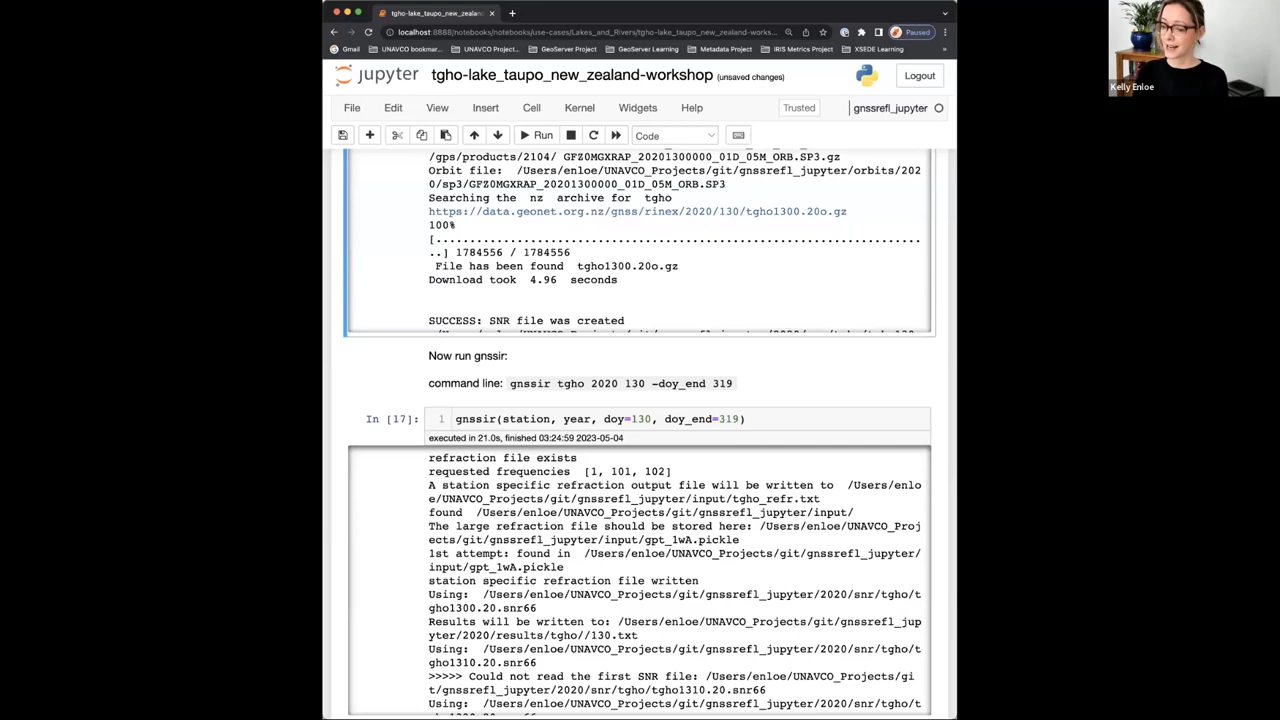 tgho-lake_taupo_new_zealand-
localhost:8888/notebooks/notebooks/use-cases/Lakes_and_Rivers/tgho-lake_taupo_new_zealand-works...
Paused
Gmail
UNAVCO bookmar...
UNAVCO Project...
GeoServer Project
GeoServer Learning
Metadata Project
IRIS Metrics Project
XSEDE Learning
jupyter tgho-lake_taupo_new_zealand-workshop (unsaved changes)
Logout
File Edit View Insert Cell Kernel Widgets Help
Trusted
gnssrefl_jupyter
Run
Code
/gps/products/2104/ GFZ0MGXRAP_20201300000_01D_05M_ORB.SP3.gz
Orbit file: /Users/enloe/UNAVCO_Projects/git/gnssrefl_jupyter/orbits/202
0/sp3/GFZ0MGXRAP_20201300000_01D_05M_ORB.SP3
Searching the nz archive for tgho
https://data.geonet.org.nz/gnss/rinex/2020/130/tgho1300.20o.gz
100%
[.......................................................................
..] 1784556 / 1784556
File has been found tgho1300.20o.gz
Download took 4.96 seconds
SUCCESS: SNR file was created
Now run gnssir:
command line: gnssir tgho 2020 130 -doy_end 319
In [17]:
1 gnssir(station, year, doy=130, doy_end=319)
executed in 21.0s, finished 03:24:59 2023-05-04
refraction file exists
requested frequencies [1, 101, 102]
A station specific refraction output file will be written to /Users/enlo
e/UNAVCO_Projects/git/gnssrefl_jupyter/input/tgho_refr.txt
found /Users/enloe/UNAVCO_Projects/git/gnssrefl_jupyter/input/
The large refraction file should be stored here: /Users/enloe/UNAVCO_Proj
ects/git/gnssrefl_jupyter/input/gpt_1wA.pickle
1st attempt: found in /Users/enloe/UNAVCO_Projects/git/gnssrefl_jupyter/
input/gpt_1wA.pickle
station specific refraction file written
Using: /Users/enloe/UNAVCO_Projects/git/gnssrefl_jupyter/2020/snr/tgho/t
gho1300.20.snr66
Results will be written to: /Users/enloe/UNAVCO_Projects/git/gnssrefl_jup
yter/2020/results/tgho//130.txt
Using: /Users/enloe/UNAVCO_Projects/git/gnssrefl_jupyter/2020/snr/tgho/t
gho1310.20.snr66
>>>>> Could not read the first SNR file: /Users/enloe/UNAVCO_Projects/gi
t/gnssrefl_jupyter/2020/snr/tgho/tgho1310.20.snr66
Using: /Users/enloe/UNAVCO_Projects/git/gnssrefl_jupyter/2020/snr/tgho/t
Kelly Enloe